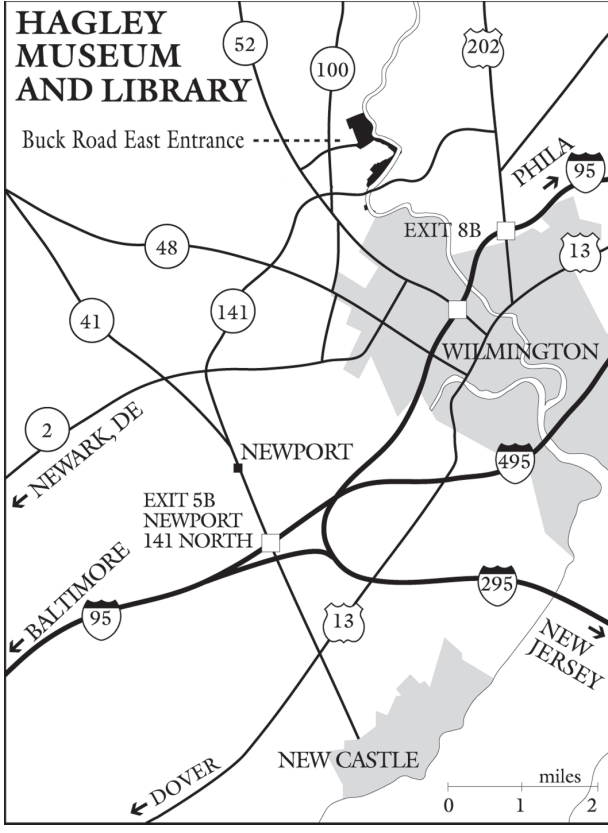 HAGLEY
MUSEUM
AND LIBRARY
52
100
202
Buck Road East Entrance
PHILA
95
EXIT 8B
13
48
41
141
WILMINGTON
2
NEWARK, DE
NEWPORT
495
EXIT 5B
NEWPORT
141 NORTH
BALTIMORE
95
295
13
NEW
JERSEY
NEW CASTLE
DOVER
miles
0 1 2